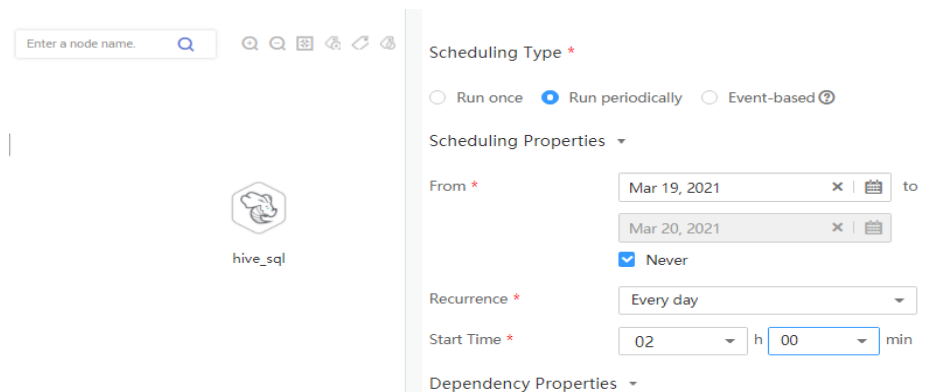 Enter a node name.
Scheduling Type *
Run once Run periodically Event-based ?
Scheduling Properties
From * Mar 19, 2021 × to
Mar 20, 2021 ×
Never
hive_sql
Recurrence * Every day
Start Time * 02 h 00 min
Dependency Properties